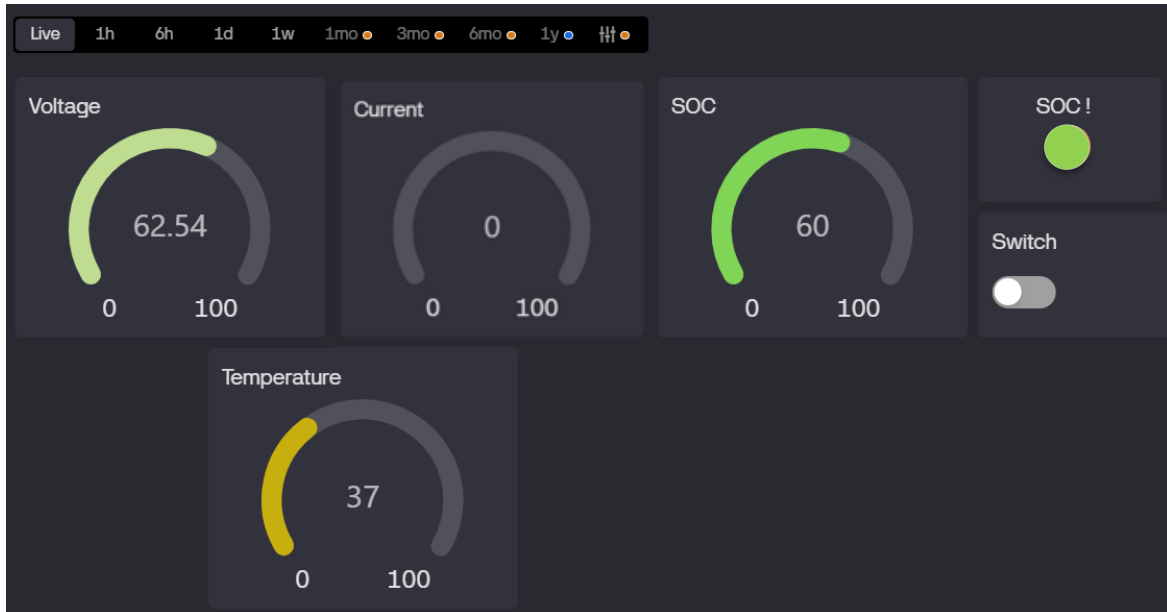 Live 1h 6h 1d 1w 1mo 3mo 6mo 1y
Voltage
62.54
0 100
Current
0
0 100
SOC
60
0 100
SOC !
Switch
Temperature
37
0 100